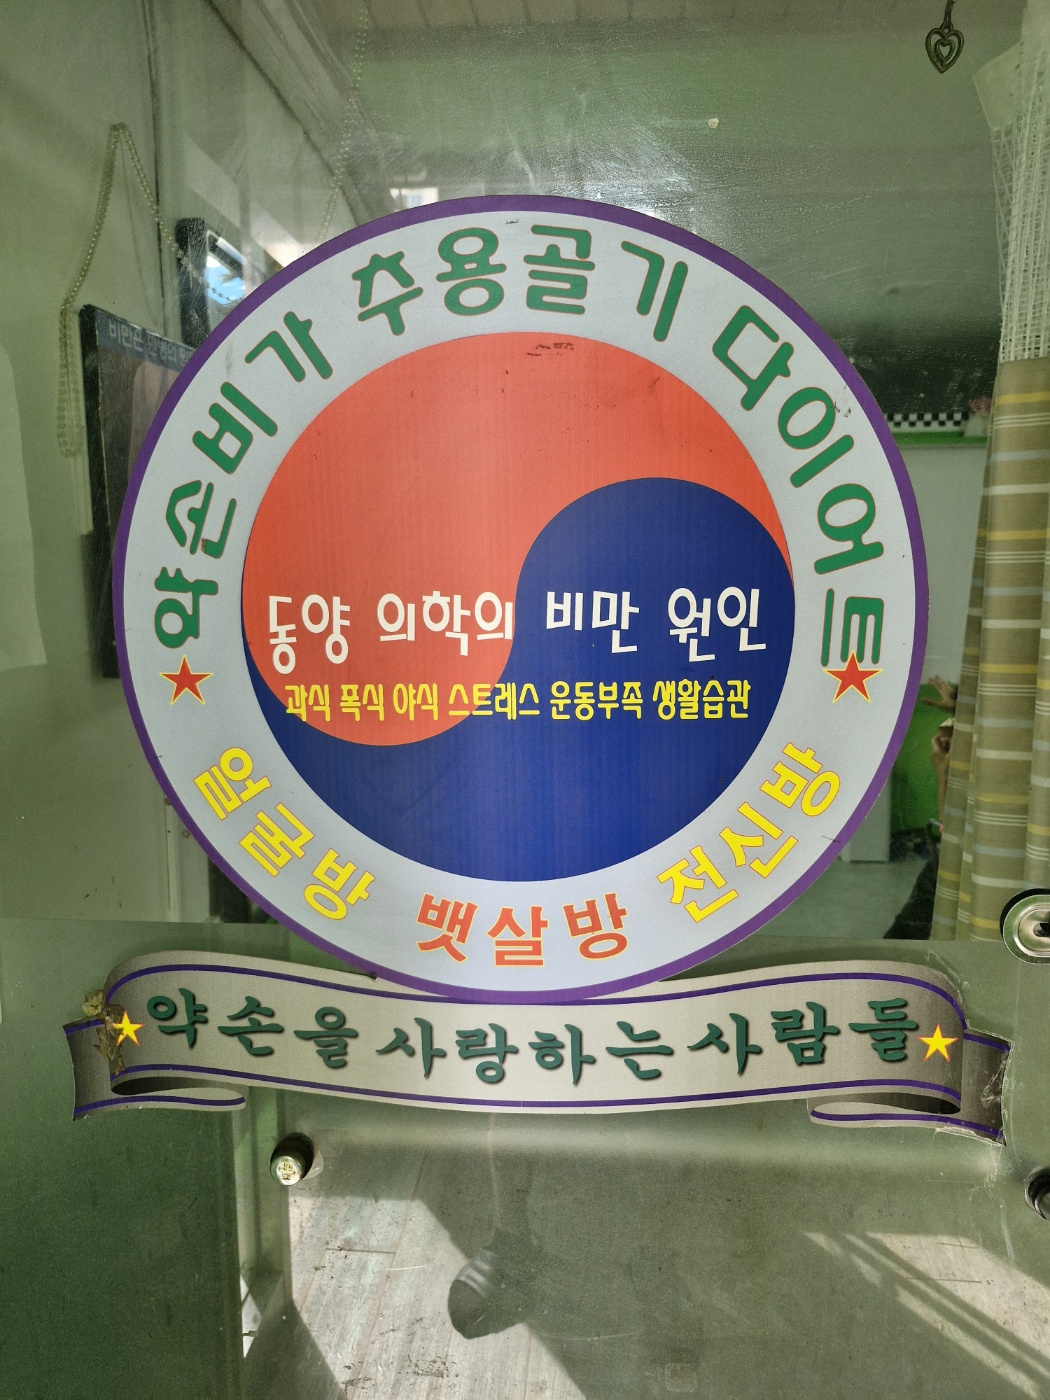 약손비가 추용골기 다이어트
동양 의학의 비만 원인
과식 폭식 야식 스트레스 운동부족 생활습관
얼굴방 뱃살방 전신방
약손을 사랑하는 사람들